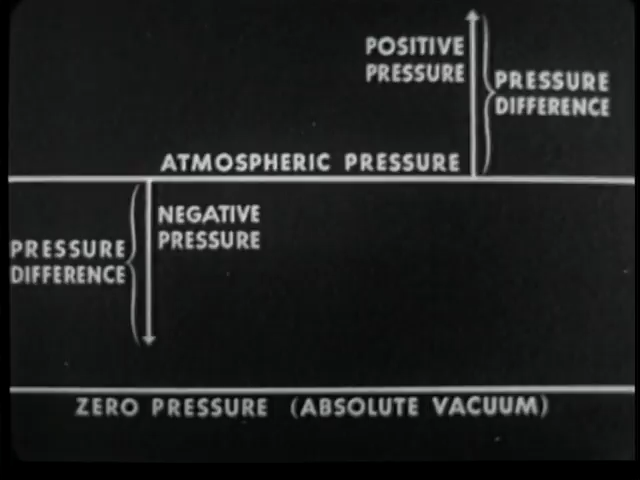 POSITIVE
PRESSURE
PRESSURE
DIFFERENCE
ATMOSPHERIC PRESSURE
NEGATIVE
PRESSURE
PRESSURE
DIFFERENCE
ZERO PRESSURE (ABSOLUTE VACUUM)